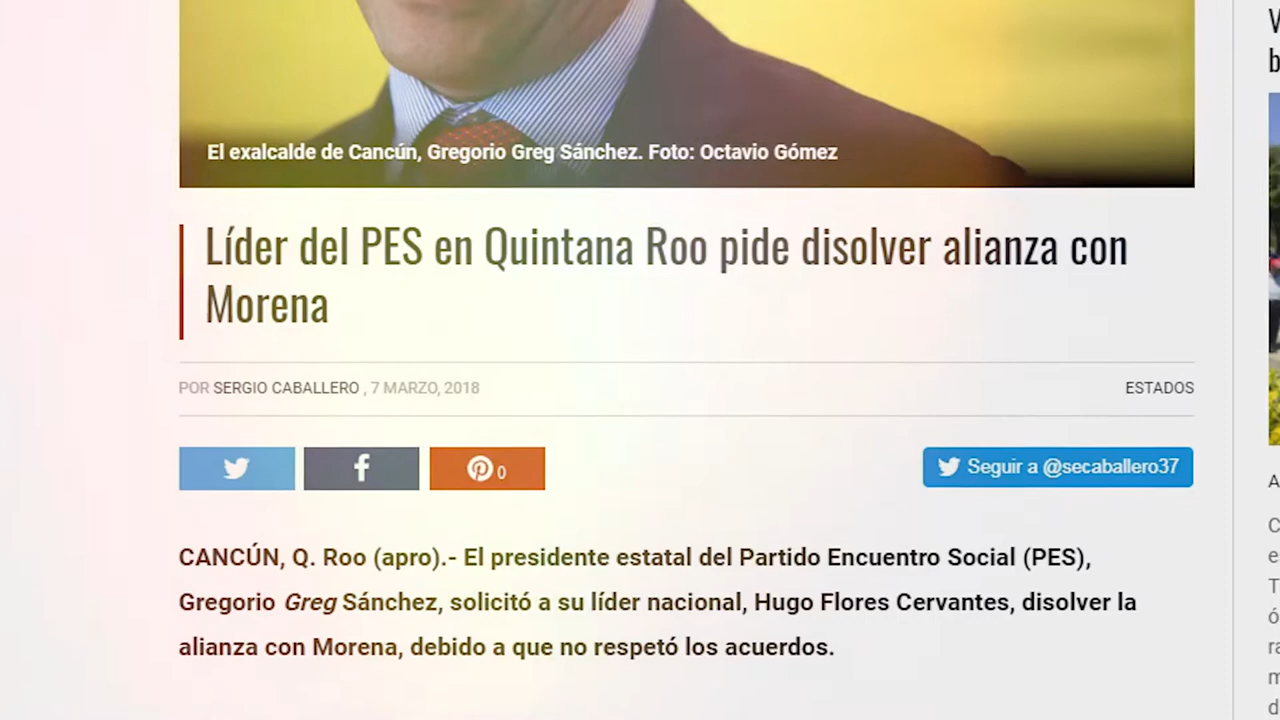 El exalcalde de Cancún, Gregorio Greg Sánchez. Foto: Octavio Gómez
Líder del PES en Quintana Roo pide disolver alianza con
Morena
POR SERGIO CABALLERO , 7 MARZO, 2018
ESTADOS
0
Seguir a @secaballero37
CANCÚN, Q. Roo (apro).- El presidente estatal del Partido Encuentro Social (PES),
Gregorio Greg Sánchez, solicitó a su líder nacional, Hugo Flores Cervantes, disolver la
alianza con Morena, debido a que no respetó los acuerdos.